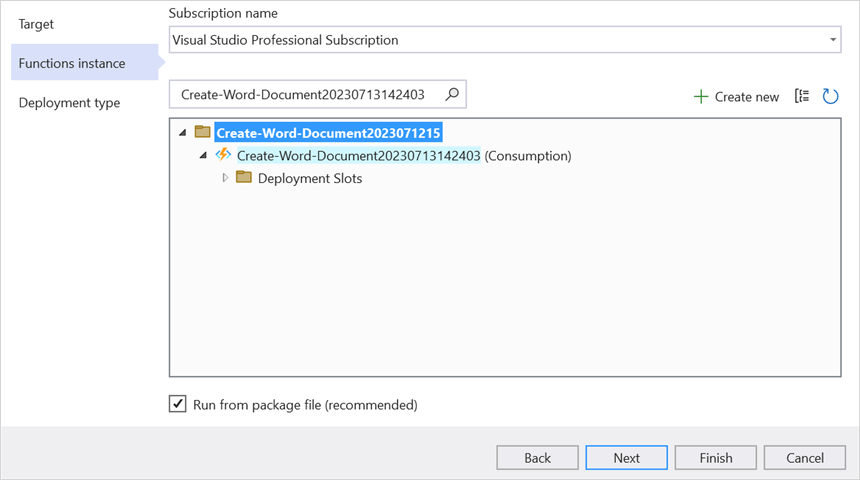 Target
Functions instance
Deployment type
Subscription name
Visual Studio Professional Subscription
Create-Word-Document20230713142403
Create new
Create-Word-Document2023071215
Create-Word-Document20230713142403 (Consumption)
Deployment Slots
Run from package file (recommended)
Back
Next
Finish
Cancel